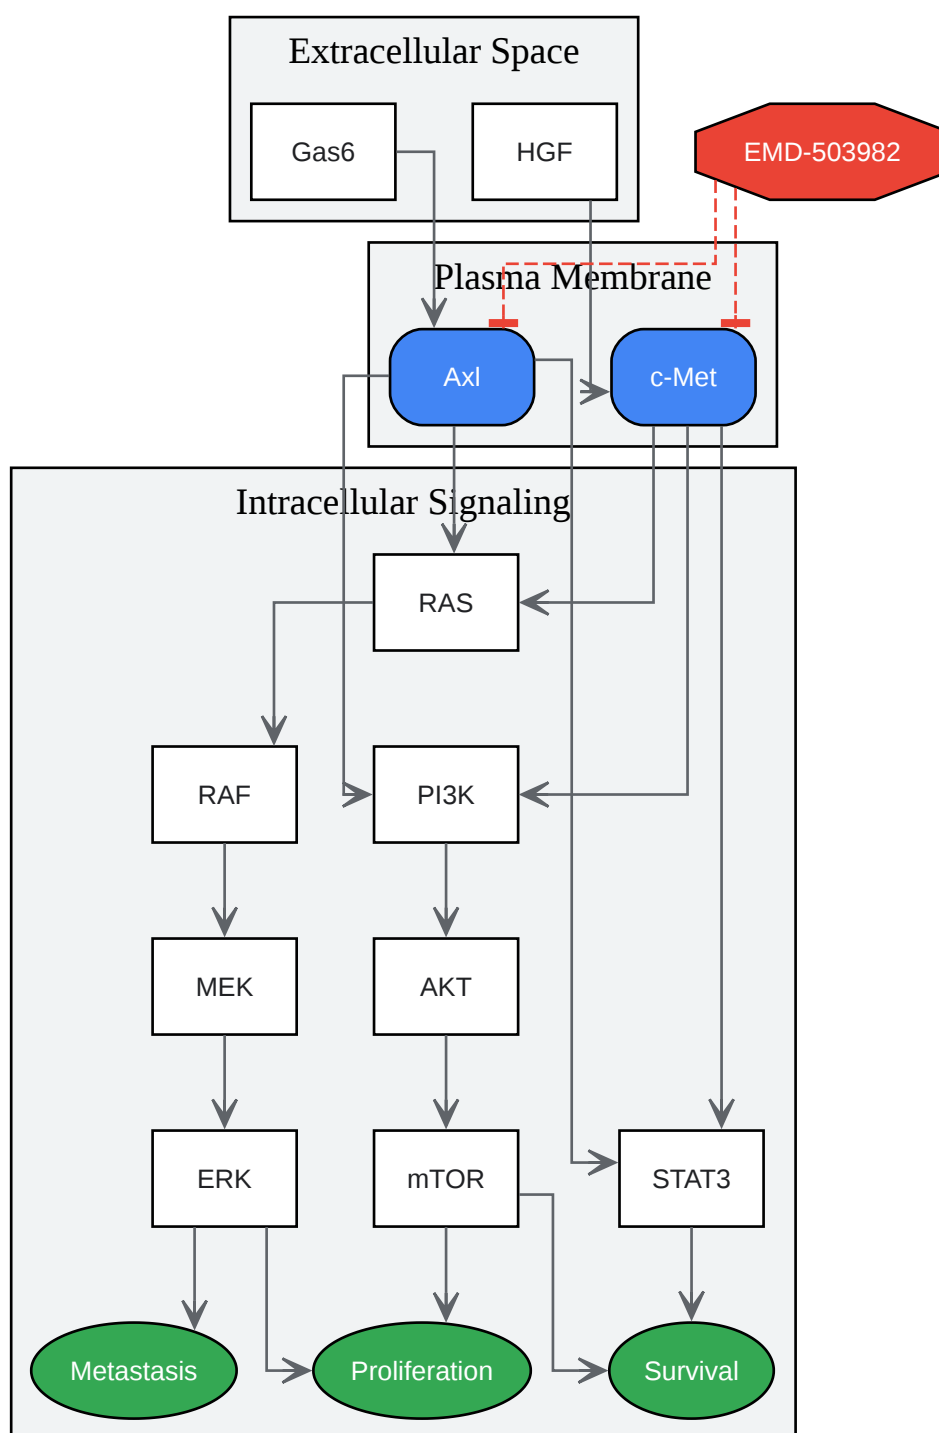 Extracellular Space
Gas6
HGF
EMD-503982
Plasma Membrane
Axl
c-Met
Intracellular Signaling
RAS
RAF
PI3K
MEK
AKT
ERK
mTOR
STAT3
Metastasis
Proliferation
Survival